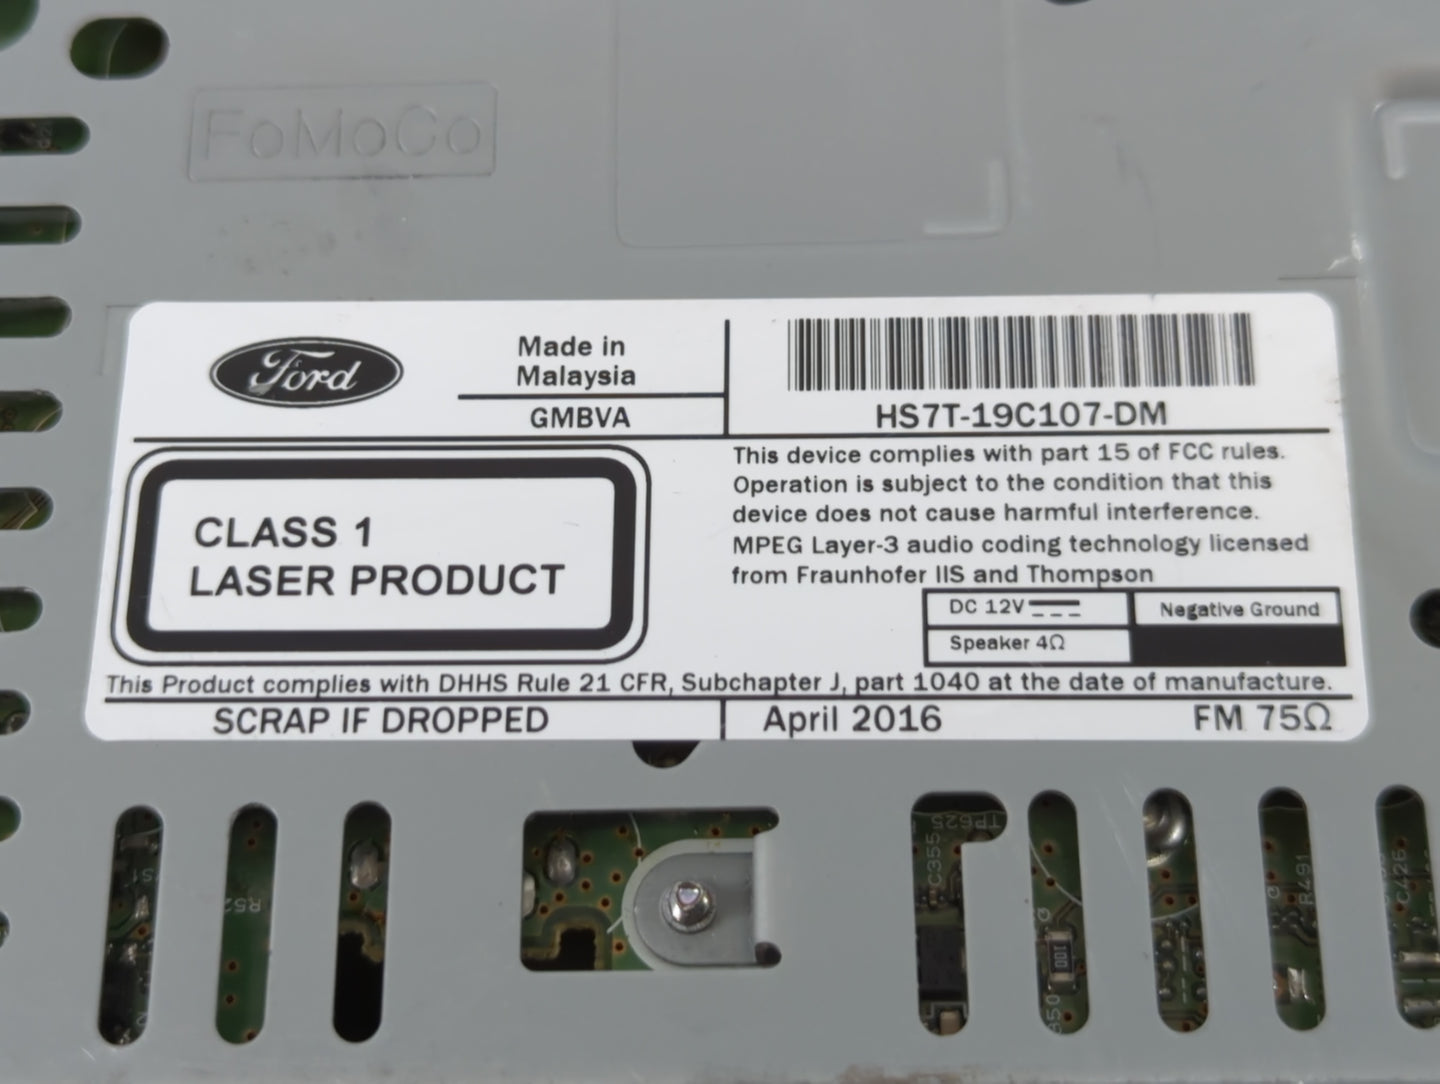 FoMoCo
Ford
Made in
Malaysia
GMBVA
HS7T-19C107-DM
CLASS 1
LASER PRODUCT
This device complies with part 15 of FCC rules.
Operation is subject to the condition that this
device does not cause harmful interference.
MPEG Layer-3 audio coding technology licensed
from Fraunhofer IIS and Thompson
DC 12V
Negative Ground
Speaker 4Ω
This Product complies with DHHS Rule 21 CFR, Subchapter J, part 1040 at the date of manufacture.
SCRAP IF DROPPED
April 2016
FM 75Ω
C355
R491
C426
100